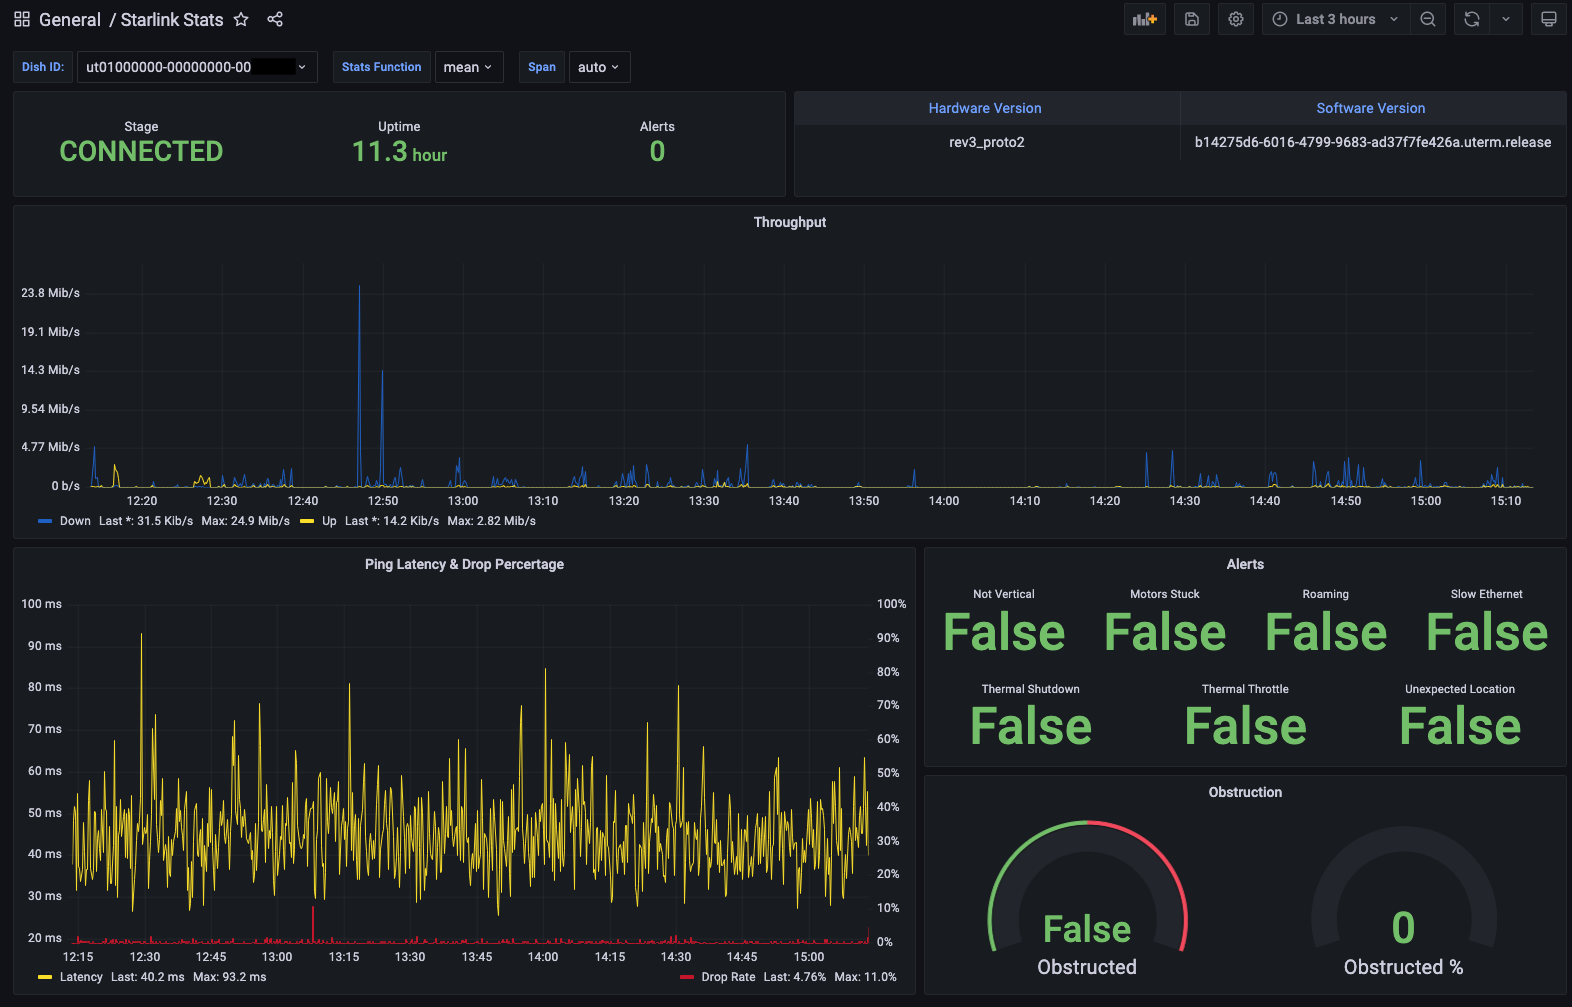 General / Starlink Stats
Last 3 hours
Dish ID: ut01000000-00000000-00
Stats Function mean
Span auto
Stage
CONNECTED
Uptime
11.3 hour
Alerts
0
Hardware Version
Software Version
rev3_proto2
b14275d6-6016-4799-9683-ad37f7fe426a.uterm.release
Throughput
23.8 Mib/s
19.1 Mib/s
14.3 Mib/s
9.54 Mib/s
4.77 Mib/s
0 b/s
12:20 12:30 12:40 12:50 13:00 13:10 13:20 13:30 13:40 13:50 14:00 14:10 14:20 14:30 14:40 14:50 15:00 15:10
Down Last *: 31.5 Kib/s Max: 24.9 Mib/s Up Last *: 14.2 Kib/s Max: 2.82 Mib/s
Ping Latency & Drop Percertage
100 ms
90 ms
80 ms
70 ms
60 ms
50 ms
40 ms
30 ms
20 ms
100%
90%
80%
70%
60%
50%
40%
30%
20%
10%
0%
12:15 12:30 12:45 13:00 13:15 13:30 13:45 14:00 14:15 14:30 14:45 15:00
Latency Last: 40.2 ms Max: 93.2 ms
Drop Rate Last: 4.76% Max: 11.0%
Alerts
Not Vertical
False
Motors Stuck
False
Roaming
False
Slow Ethernet
False
Thermal Shutdown
False
Thermal Throttle
False
Unexpected Location
False
Obstruction
False
Obstructed
0
Obstructed %